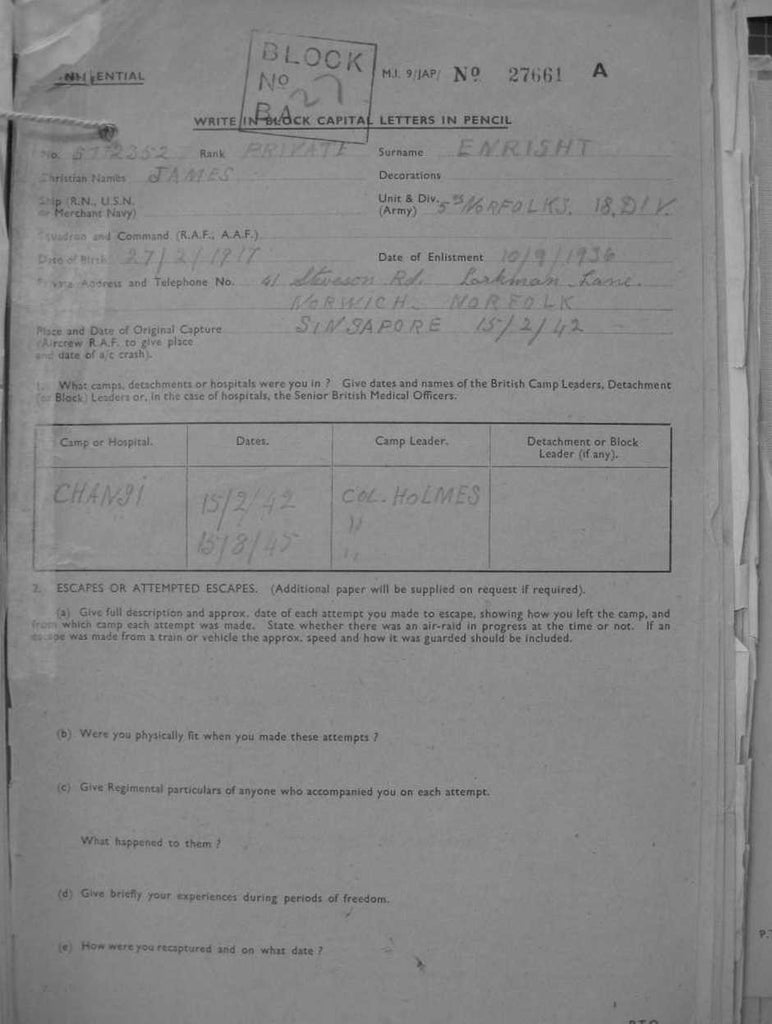 BLOCK
No 27
BA
CONFIDENTIAL
M.I. 9/JAP/ No 27661 A
WRITE IN BLOCK CAPITAL LETTERS IN PENCIL
No. 5772352 Rank PRIVATE Surname ENRIGHT
Christian Names JAMES Decorations
Ship (R.N., U.S.N. or Merchant Navy) Unit & Div. (Army) 5TH NORFOLKS. 18, DIV.
Squadron and Command (R.A.F., A.A.F.)
Date of Birth 27/2/1917 Date of Enlistment 10/9/1936
Private Address and Telephone No. 41 Steveson Rd. Larkman Lane.
NORWICH NORFOLK
Place and Date of Original Capture SINGAPORE 15/2/42
(Aircrew R.A.F. to give place
and date of a/c crash).
1. What camps, detachments or hospitals were you in ? Give dates and names of the British Camp Leaders, Detachment
(or Block) Leaders or, in the case of hospitals, the Senior British Medical Officers.
Camp or Hospital. Dates. Camp Leader. Detachment or Block
Leader (if any).
CHANGI 15/2/42 COL. HOLMES
"
15/8/45 "
2. ESCAPES OR ATTEMPTED ESCAPES. (Additional paper will be supplied on request if required).
(a) Give full description and approx. date of each attempt you made to escape, showing how you left the camp, and
from which camp each attempt was made. State whether there was an air-raid in progress at the time or not. If an
escape was made from a train or vehicle the approx. speed and how it was guarded should be included.
(b) Were you physically fit when you made these attempts ?
(c) Give Regimental particulars of anyone who accompanied you on each attempt.
What happened to them ?
(d) Give briefly your experiences during periods of freedom.
(e) How were you recaptured and on what date ?
P.T.O.